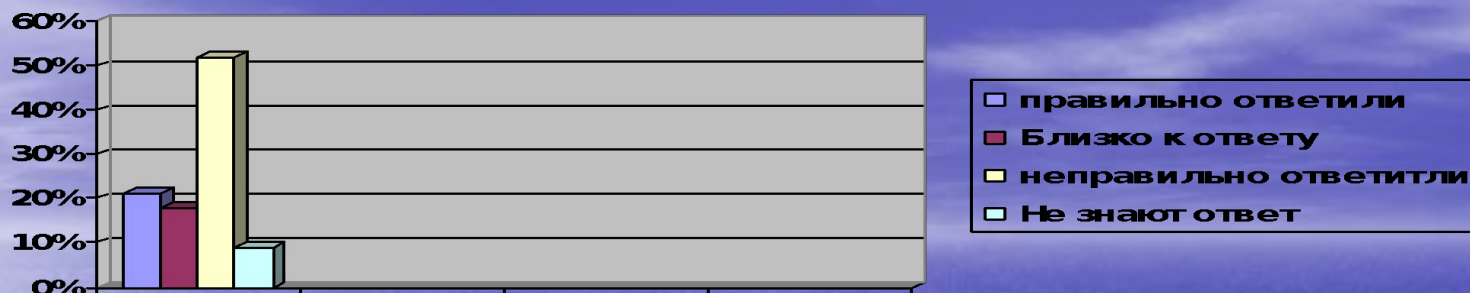 60%
50%
40%
30%
20%
10%
0%
правильно ответили
Близко к ответу
неправильно ответитли
Не знают ответ